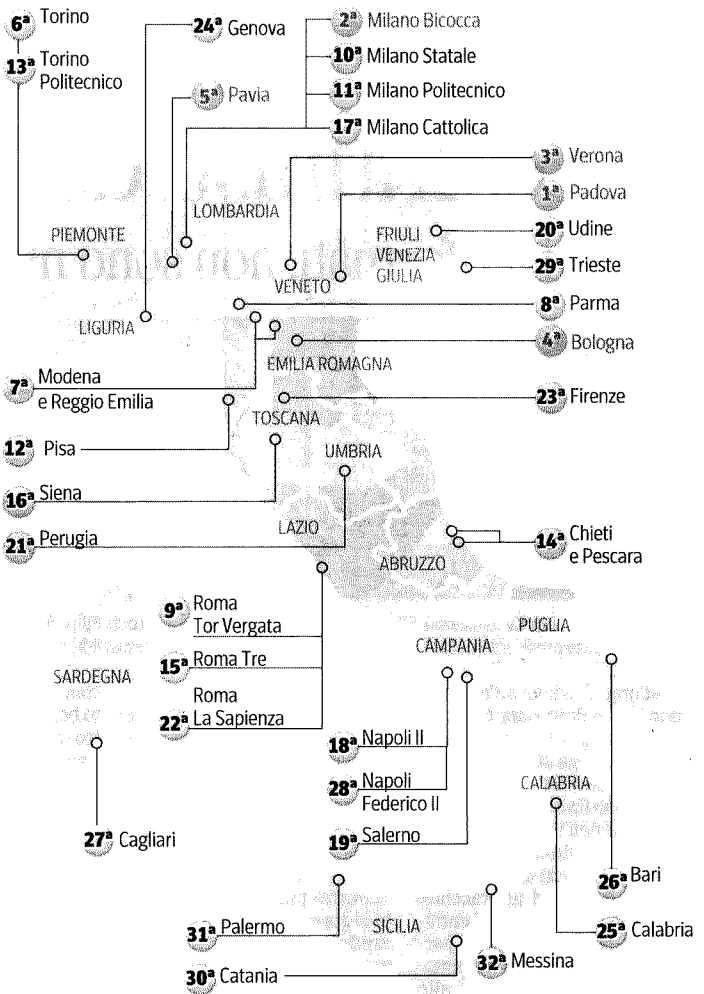 6ª Torino
13ª Torino
Politecnico
24ª Genova
5ª Pavia
2ª Milano Bicocca
10ª Milano Statale
11ª Milano Politecnico
17ª Milano Cattolica
3ª Verona
1ª Padova
20ª Udine
29ª Trieste
8ª Parma
4ª Bologna
23ª Firenze
LOMBARDIA
PIEMONTE
FRIULI
VENEZIA
GIULIA
VENETO
LIGURIA
EMILIA ROMAGNA
7ª Modena
e Reggio Emilia
TOSCANA
12ª Pisa
UMBRIA
16ª Siena
LAZIO
21ª Perugia
14ª Chieti
e Pescara
ABRUZZO
9ª Roma
Tor Vergata
15ª Roma Tre
22ª Roma
La Sapienza
PUGLIA
CAMPANIA
SARDEGNA
18ª Napoli II
28ª Napoli
Federico II
19ª Salerno
CALABRIA
27ª Cagliari
26ª Bari
25ª Calabria
31ª Palermo
SICILIA
30ª Catania
32ª Messina